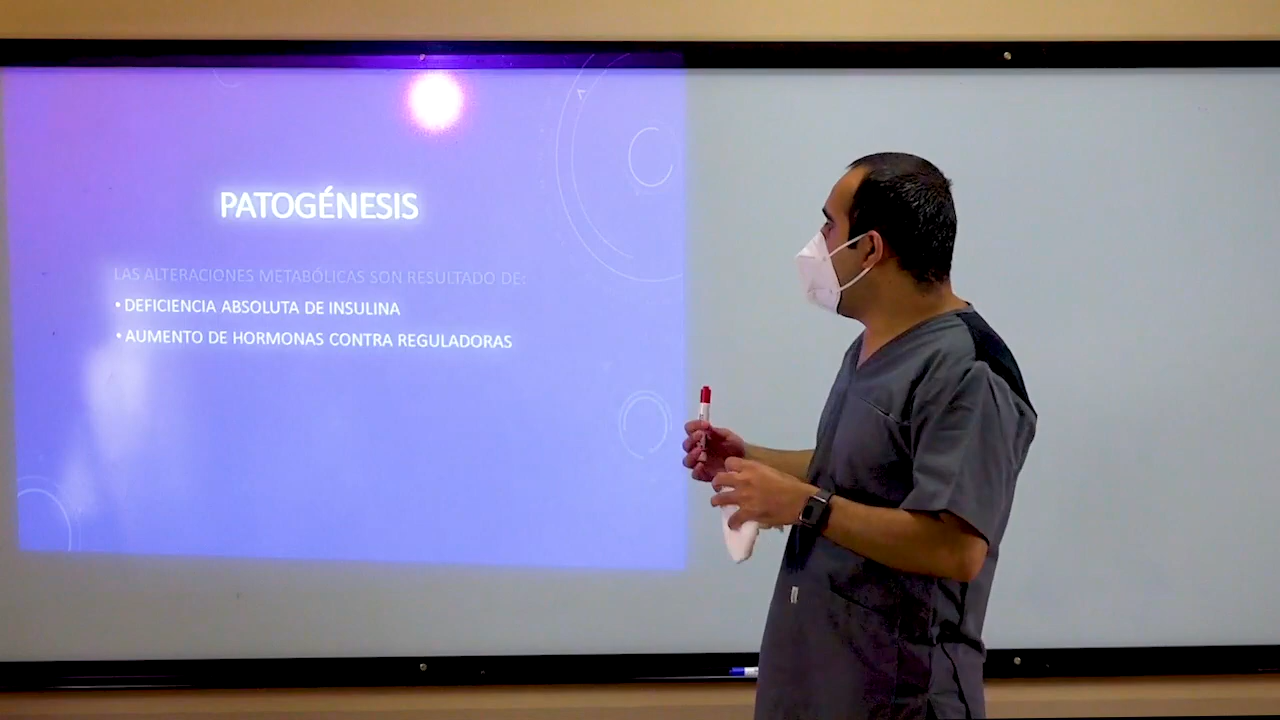 PATOGÉNESIS
LAS ALTERACIONES METABÓLICAS SON RESULTADO DE:
• DEFICIENCIA ABSOLUTA DE INSULINA
• AUMENTO DE HORMONAS CONTRA REGULADORAS